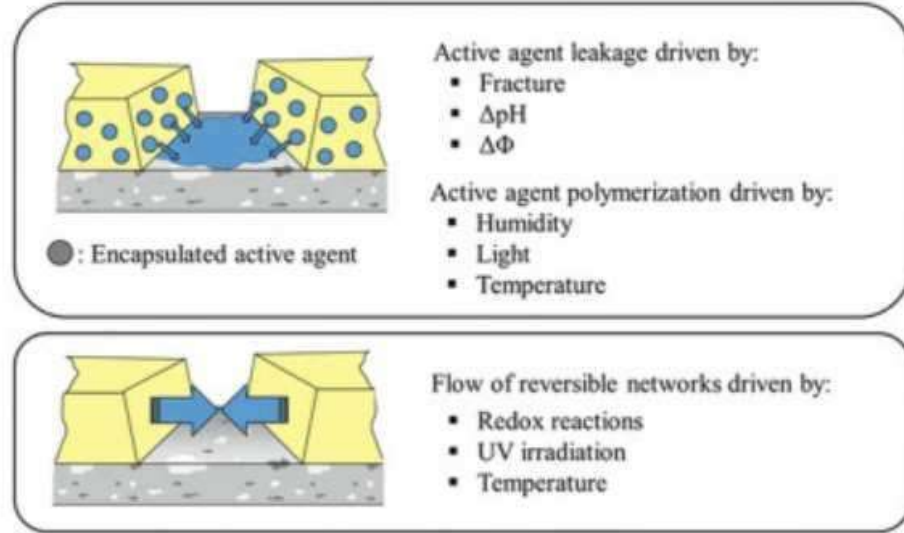 Active agent leakage driven by:
▪ Fracture
▪ ΔpH
▪ ΔΦ
Active agent polymerization driven by:
▪ Humidity
▪ Light
▪ Temperature
: Encapsulated active agent
Flow of reversible networks driven by:
▪ Redox reactions
▪ UV irradiation
▪ Temperature